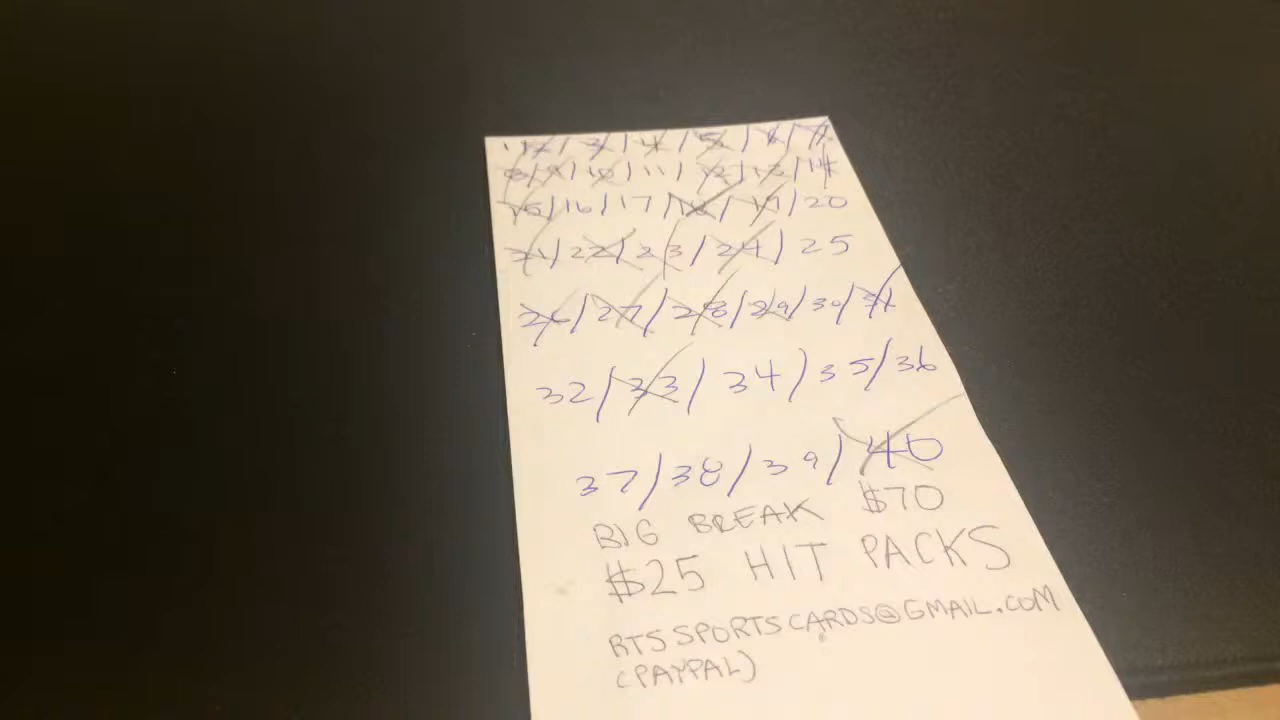 1/2/3/4/5/6/7
8/9/10/11/12/13/14
15/16/17/18/19/20
21/22/23/24/25
26/27/28/29/30/31
32/33/34/35/36
37/38/39/40
BIG BREAK $70
$25 HIT PACKS
RTSSPORTSCARDS@GMAIL.COM
(PAYPAL)